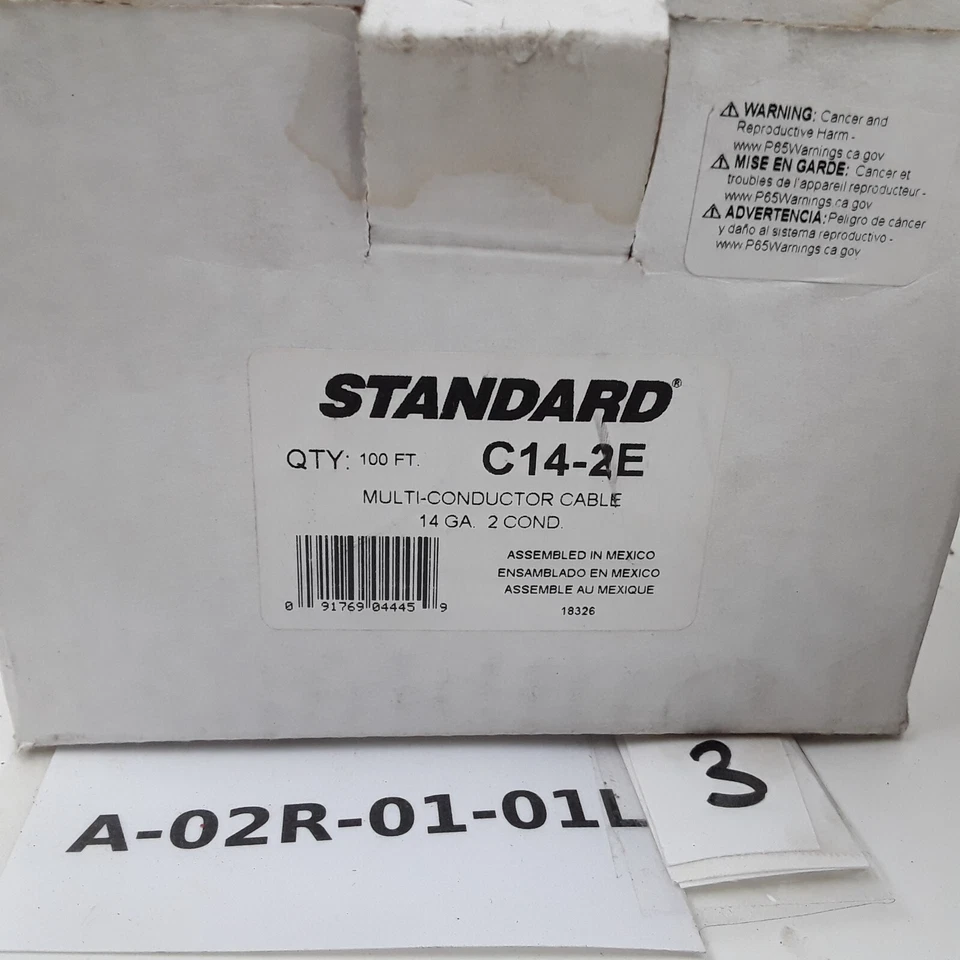 ⚠ WARNING: Cancer and
Reproductive Harm -
www.P65Warnings.ca.gov
⚠ MISE EN GARDE: Cancer et
troubles de l'appareil reproducteur -
www.P65Warnings.ca.gov
⚠ ADVERTENCIA: Peligro de cáncer
y daño al sistema reproductivo -
www.P65Warnings.ca.gov
STANDARD®
QTY: 100 FT. C14-2E
MULTI-CONDUCTOR CABLE
14 GA. 2 COND.
ASSEMBLED IN MEXICO
ENSAMBLADO EN MEXICO
ASSEMBLE AU MEXIQUE
18326
0 91769 04445 9
3
A-02R-01-01L